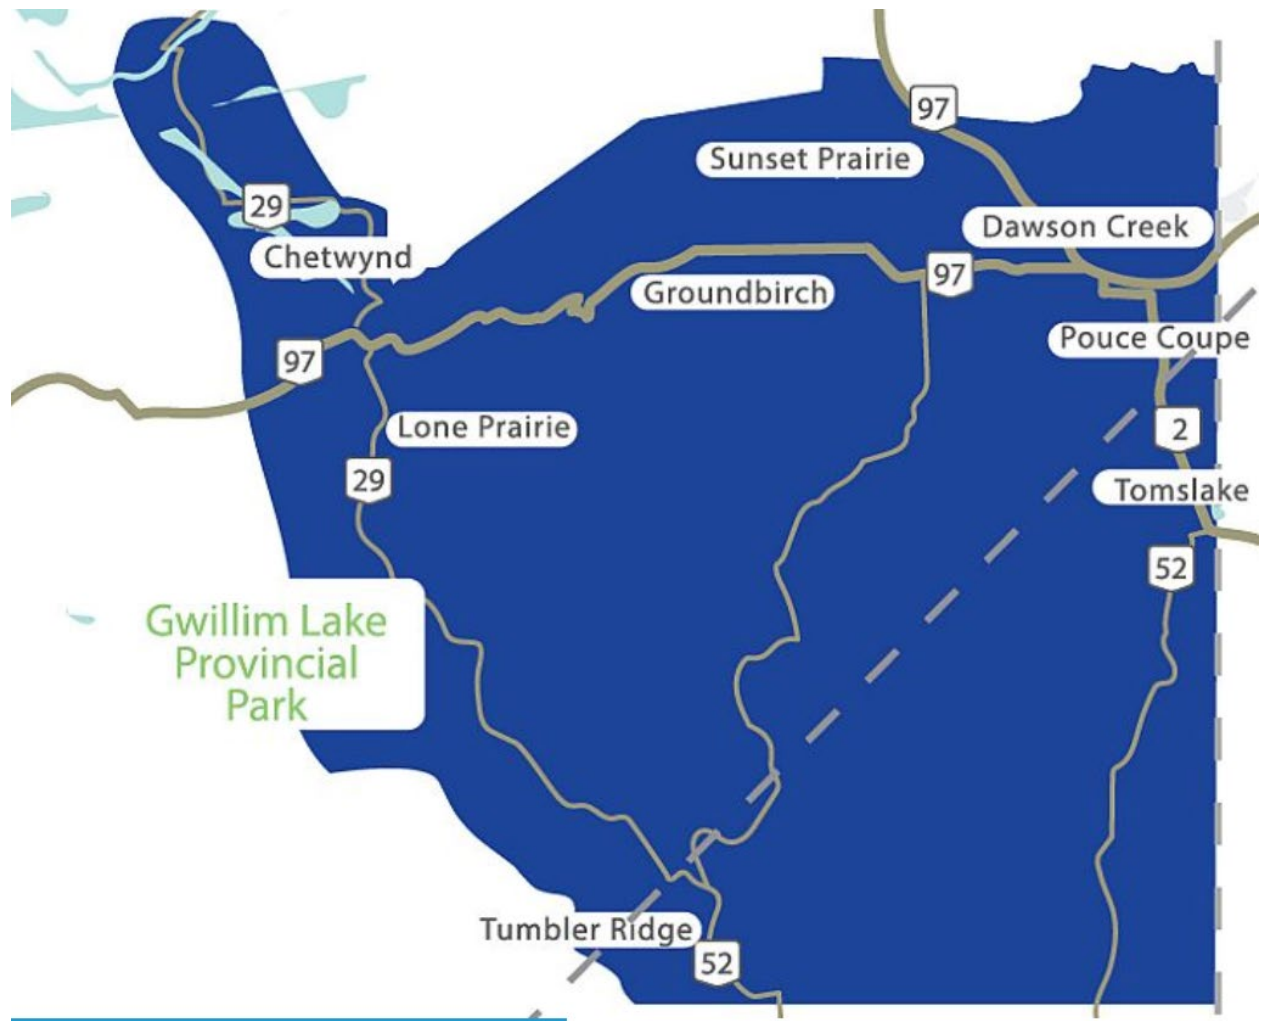 97
Sunset Prairie
29
Dawson Creek
Chetwynd
97
Groundbirch
Pouce Coupe
97
Lone Prairie
2
29
Tomslake
52
Gwillim Lake
Provincial
Park
Tumbler Ridge
52